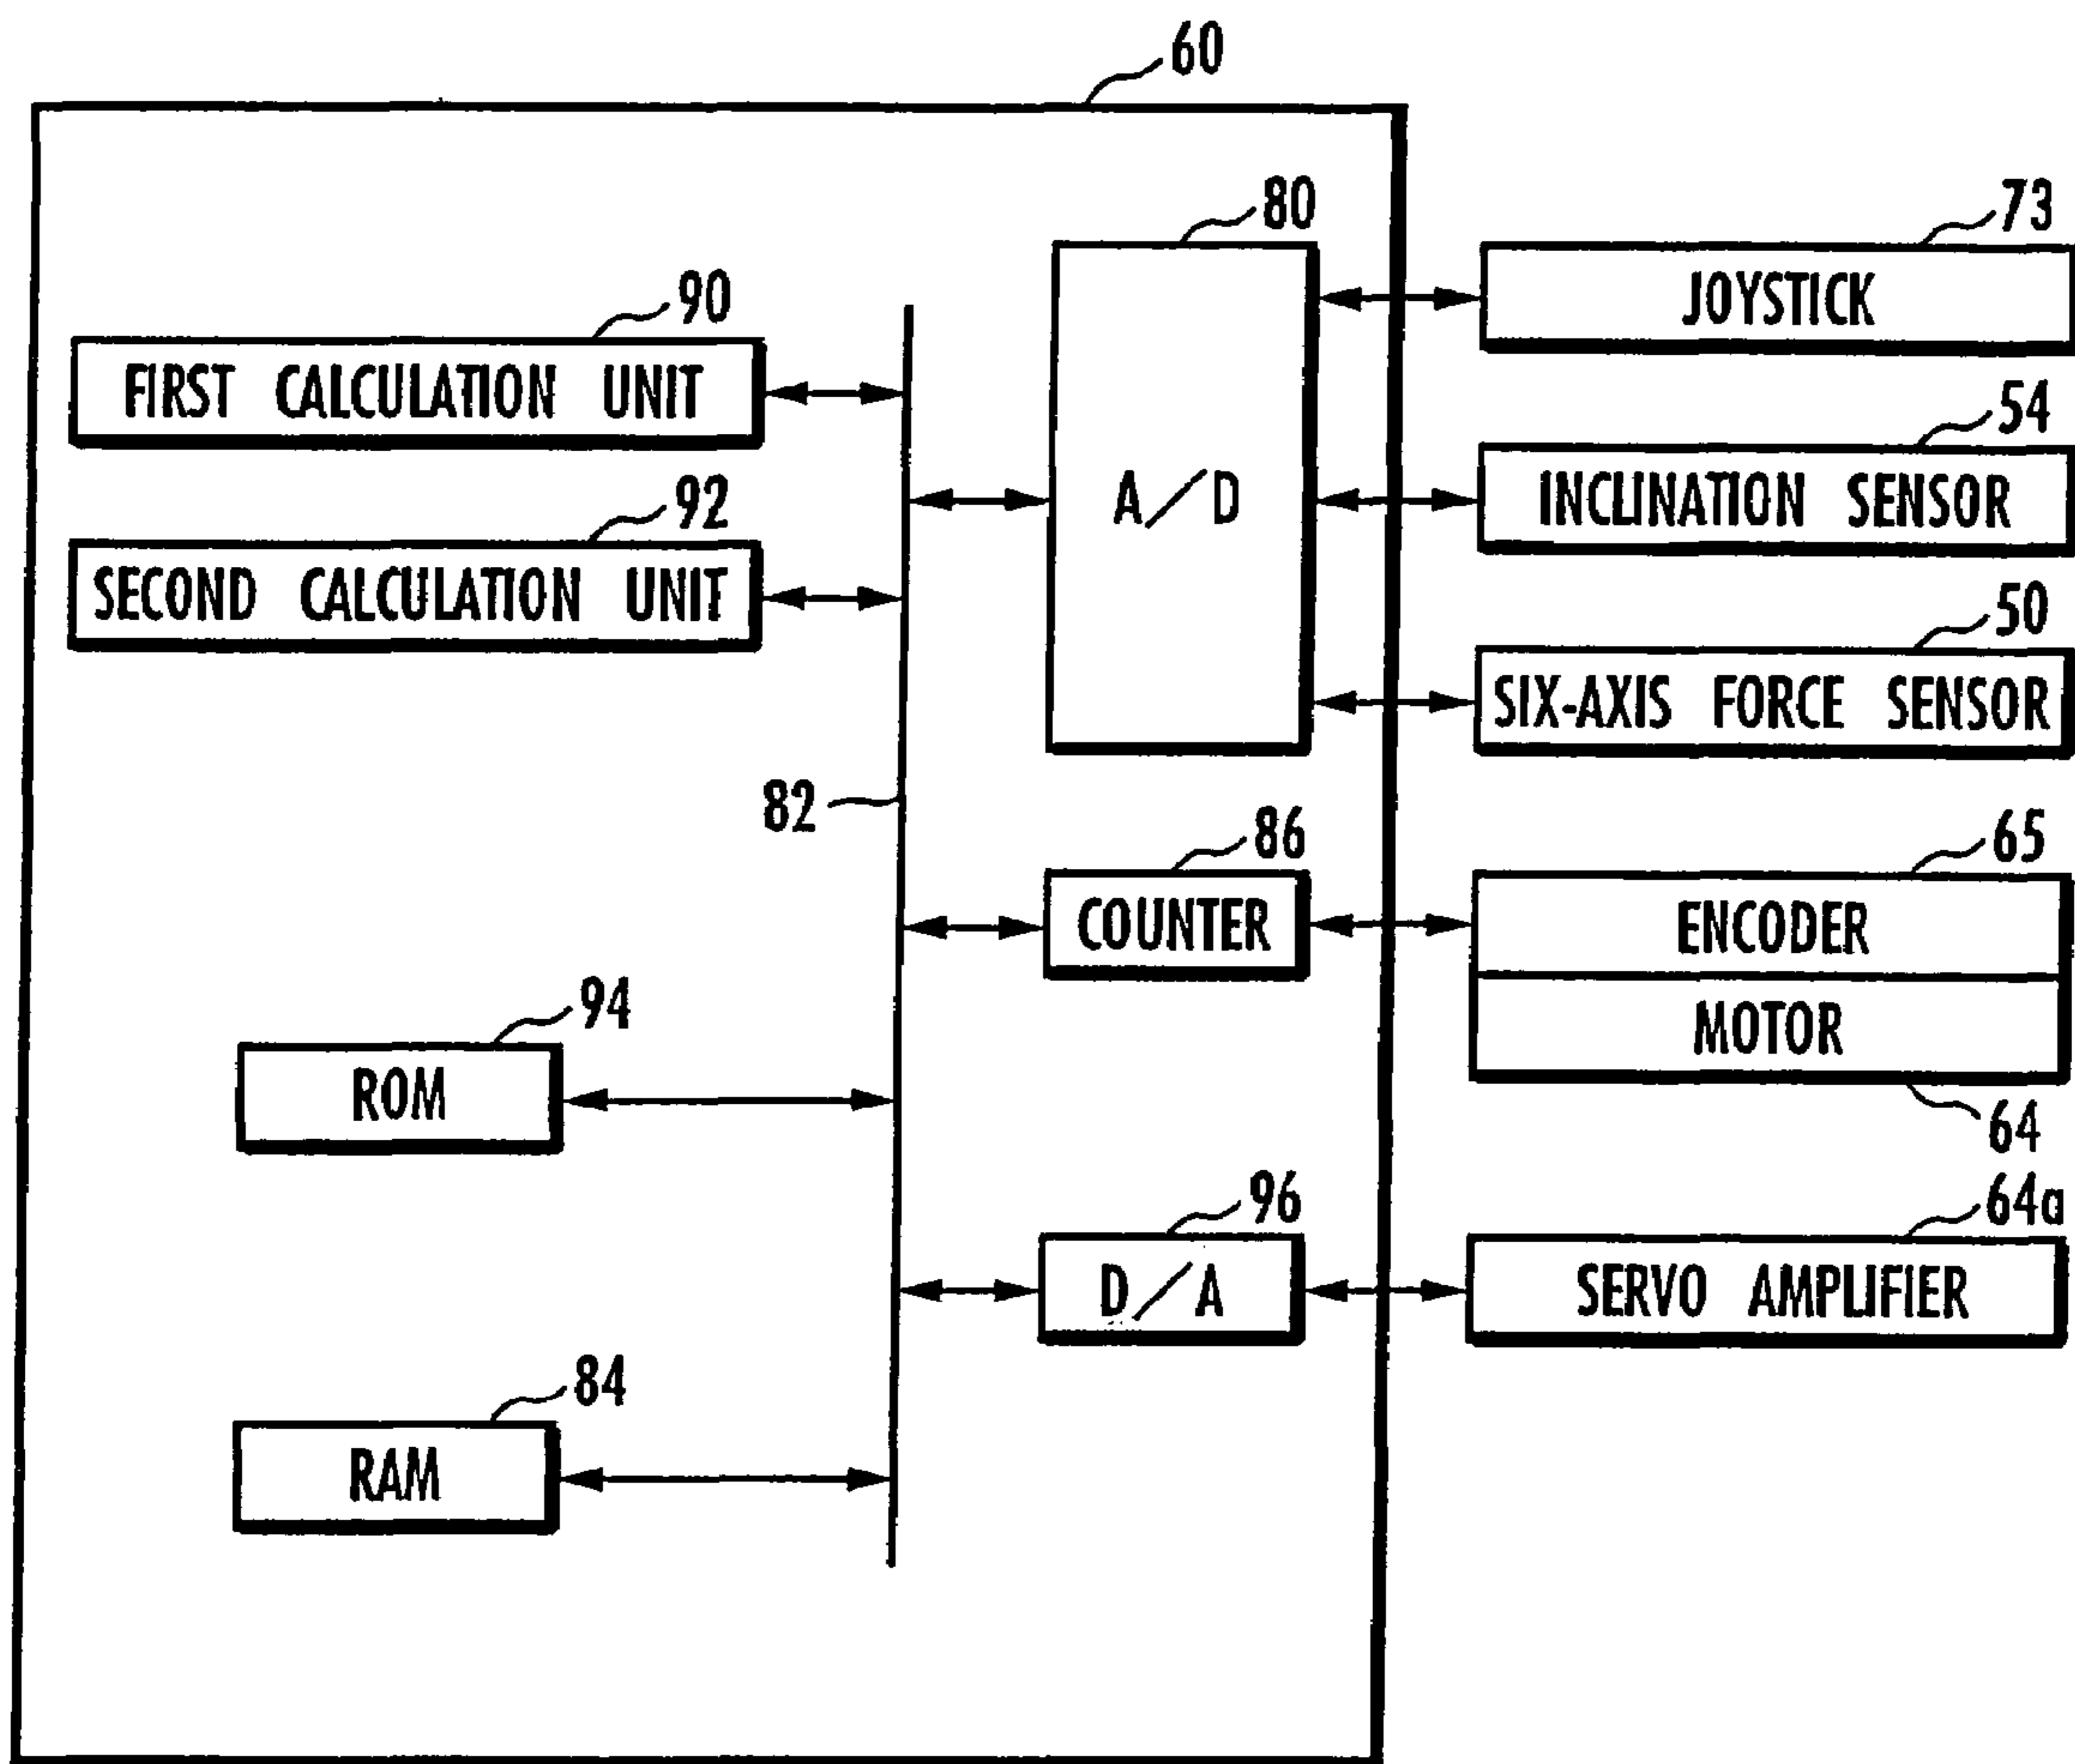 60
80
73
JOYSTICK
90
FIRST CALCULATION UNIT
54
INCLINATION SENSOR
A/D
92
SECOND CALCULATION UNIT
50
SIX-AXIS FORCE SENSOR
82
86
COUNTER
65
ENCODER
MOTOR
64
94
ROM
96
D/A
64a
SERVO AMPLIFIER
84
RAM